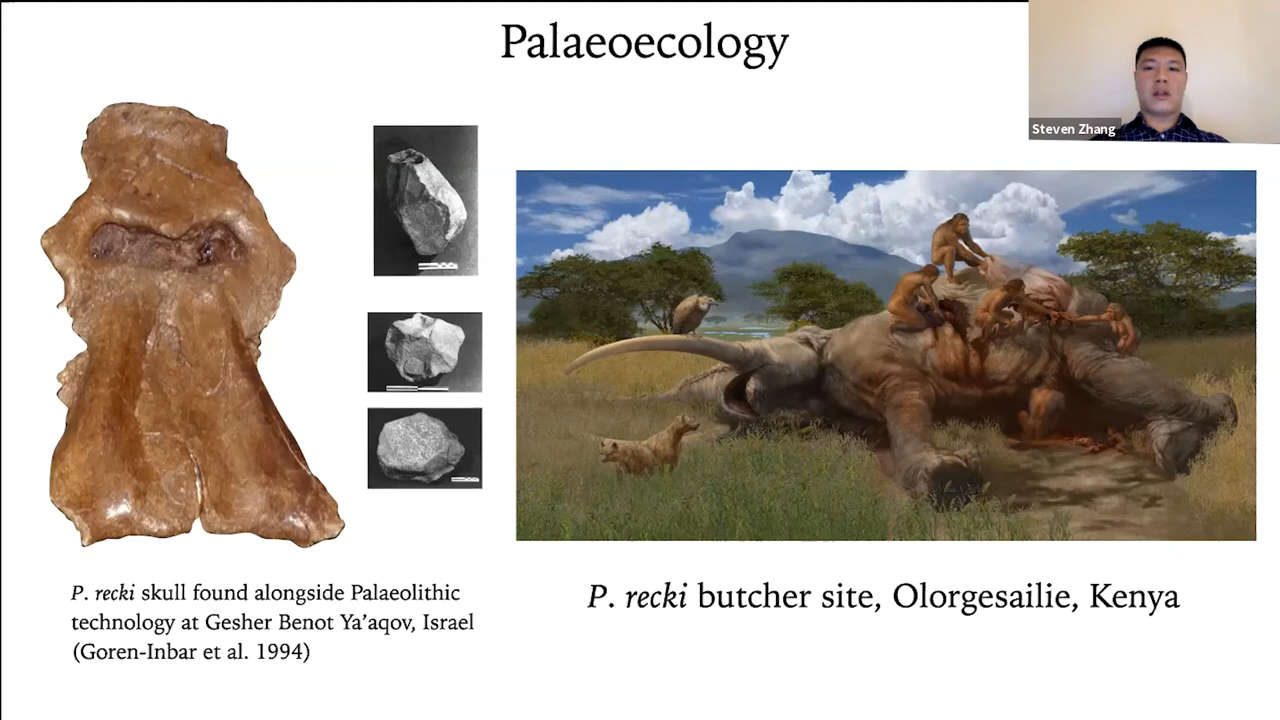 Palaeoecology
Steven Zhang
P. recki skull found alongside Palaeolithic
technology at Gesher Benot Ya’aqov, Israel
(Goren-Inbar et al. 1994)
P. recki butcher site, Olorgesailie, Kenya